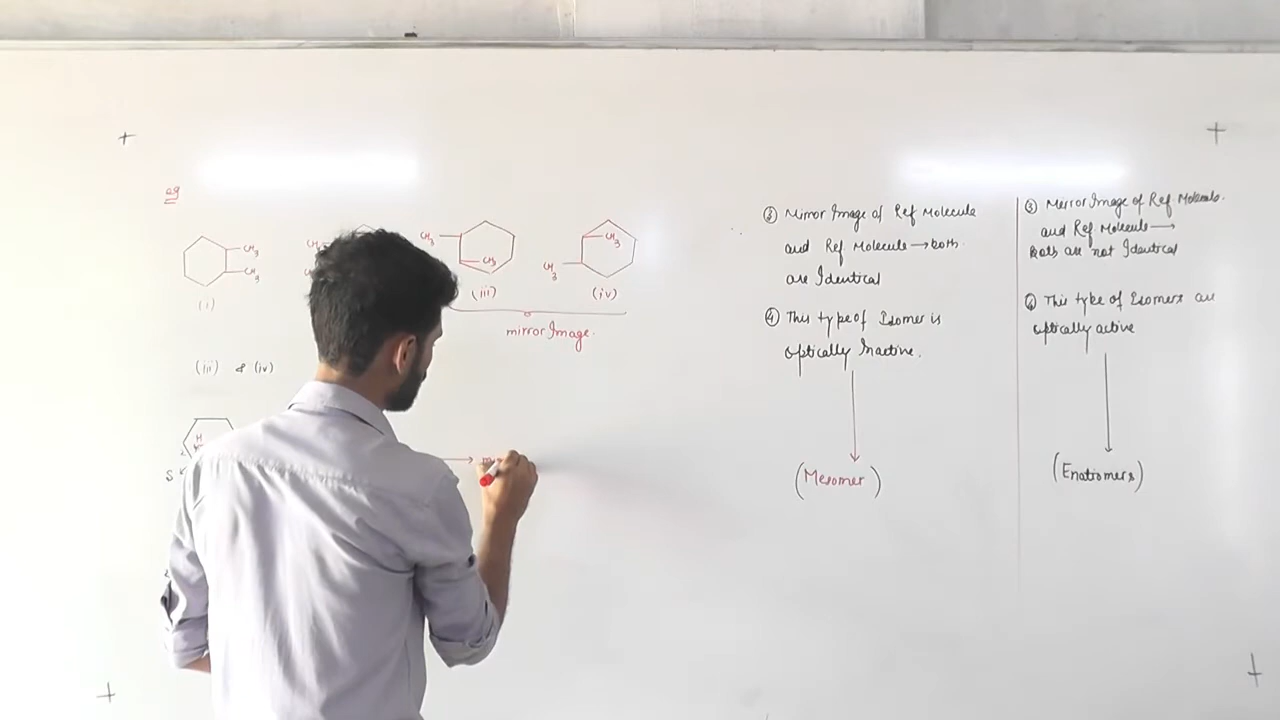 eg
CH3
CH3
(i)
CH3
CH3
(iii)
CH3
CH3
(iv)
mirror Image.
(iii) & (iv)
H
S
③ Mirror Image of Ref Molecule
and Ref Molecule → both
are Identical
④ This type of Isomer is
optically Inactive.
(Mesomer)
Mirror Image of Ref Molecule.
and Ref Molecule →
Both are not Identical
④ This type of Isomers are
optically active
(Enatiomers)